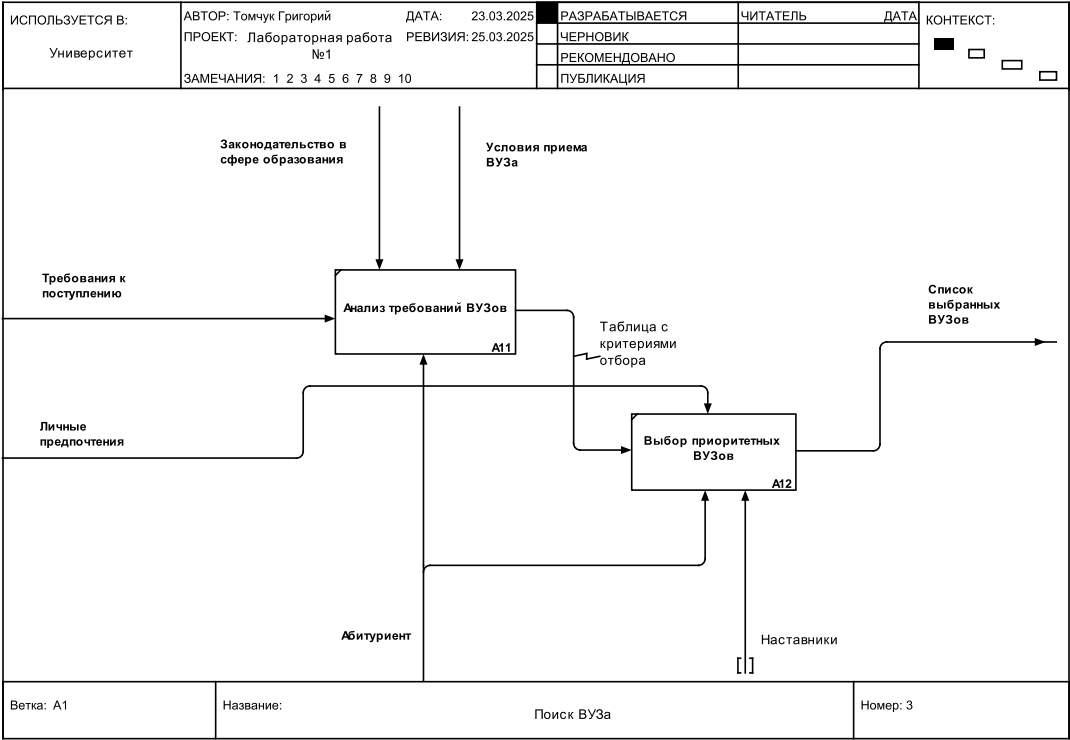 ИСПОЛЬЗУЕТСЯ В:
Университет
АВТОР: Томчук Григорий
ДАТА: 23.03.2025
ПРОЕКТ: Лабораторная работа
№1
РЕВИЗИЯ: 25.03.2025
ЗАМЕЧАНИЯ: 1 2 3 4 5 6 7 8 9 10
РАЗРАБАТЫВАЕТСЯ
ЧЕРНОВИК
РЕКОМЕНДОВАНО
ПУБЛИКАЦИЯ
ЧИТАТЕЛЬ
ДАТА
КОНТЕКСТ:
Законодательство в
сфере образования
Условия приема
ВУЗа
Требования к
поступлению
Анализ требований ВУЗов
A11
Список
выбранных
ВУЗов
Таблица с
критериями
отбора
Личные
предпочтения
Выбор приоритетных
ВУЗов
A12
Абитуриент
Наставники
Ветка: A1
Название:
Поиск ВУЗа
Номер: 3